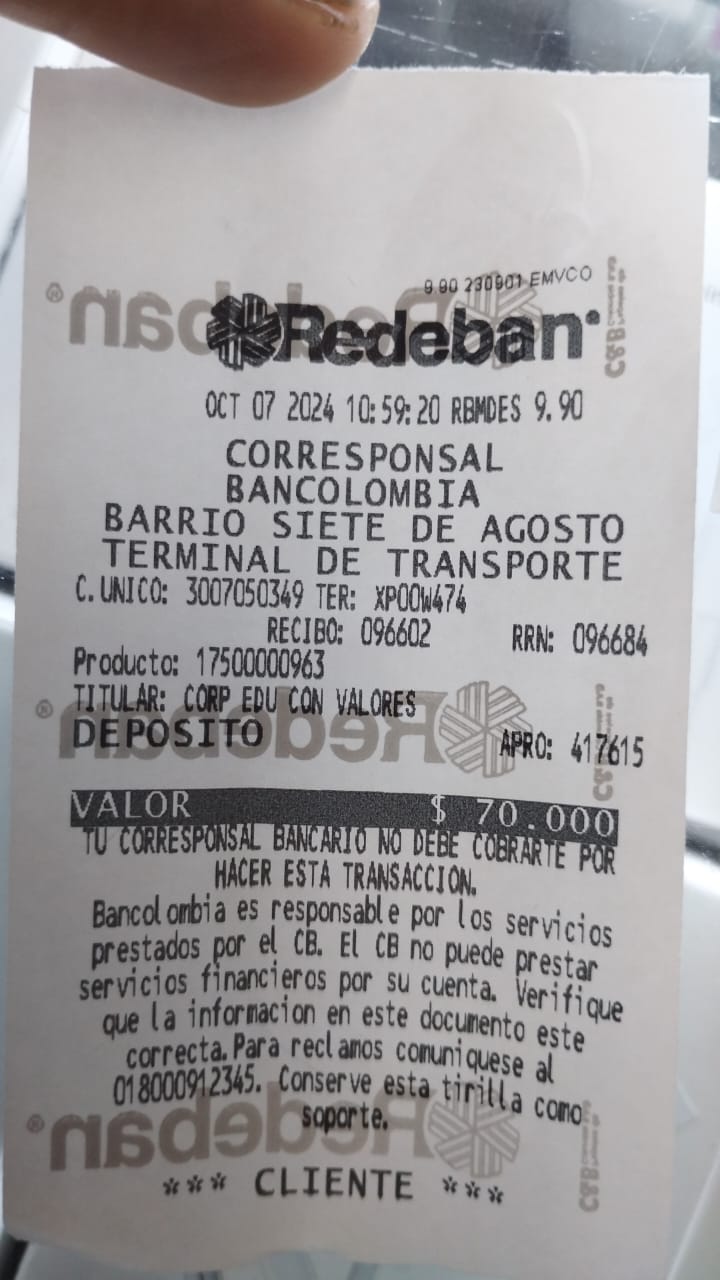 9.90 230901 EMVCO
Redeban
OCT 07 2024 10:59:20 RBMDES 9.90
CORRESPONSAL
BANCOLOMBIA
BARRIO SIETE DE AGOSTO
TERMINAL DE TRANSPORTE
C.UNICO: 3007050349 TER: XP00W474
RECIBO: 096602 RRN: 096684
Producto: 17500000963
TITULAR: CORP EDU CON VALORES
DEPOSITO APRO: 417615
VALOR $ 70.000
TU CORRESPONSAL BANCARIO NO DEBE COBRARTE POR
HACER ESTA TRANSACCION.
Bancolombia es responsable por los servicios
prestados por el CB. El CB no puede prestar
servicios financieros por su cuenta. Verifique
que la informacion en este documento este
correcta.Para reclamos comuniquese al
018000912345. Conserve esta tirilla como
soporte.
*** CLIENTE ***
Redeban®
Redeban®
Redeban®